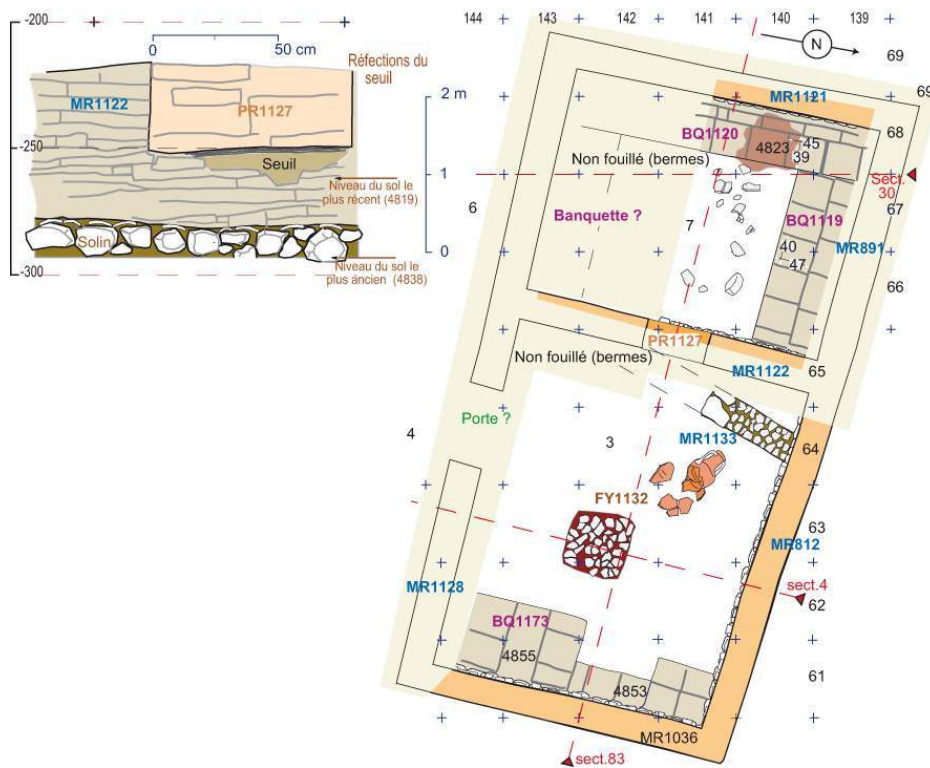 -200
0
50 cm
Réfections du
seuil
MR1122
PR1127
-250
Seuil
Niveau du sol le
plus récent (4819)
Solin
Niveau du sol le
plus ancien (4838)
-300
2 m
1
0
144
143
142
141
140
139
N
69
69
MR1121
68
BQ1120
4823
45
39
Non fouillé (bermes)
Sect.
30
6
Banquette ?
7
BQ1119
67
MR891
40
47
66
PR1127
Non fouillé (bermes)
MR1122
65
Porte ?
4
3
MR1133
64
FY1132
63
MR812
MR1128
sect.4
62
BQ1173
4855
4853
61
MR1036
sect.83